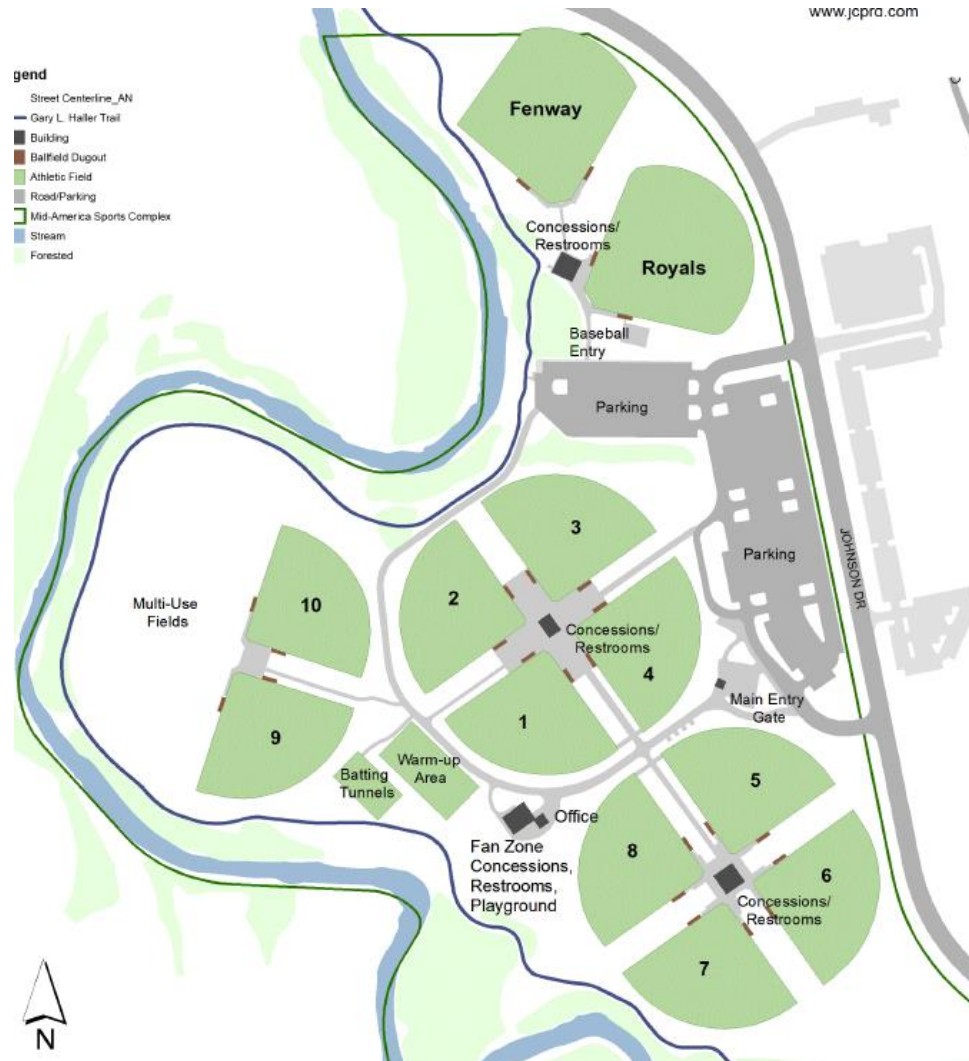 www.jcprd.com
gend
Street Centerline_AN
Gary L. Haller Trail
Building
Ballfield Dugout
Athletic Field
Road/Parking
Mid-America Sports Complex
Stream
Forested
Fenway
Concessions/
Restrooms
Royals
Baseball
Entry
Parking
Parking
JOHNSON DR
3
2
10
Multi-Use
Fields
Concessions/
Restrooms
4
1
Main Entry
Gate
9
Warm-up
Area
Batting
Tunnels
5
Office
Fan Zone
Concessions,
Restrooms,
Playground
8
6
Concessions/
Restrooms
7
N